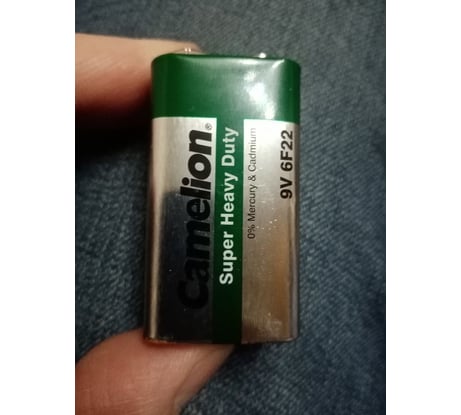 Camelion®
Super Heavy Duty
0% Mercury & Cadmium
9V 6F22